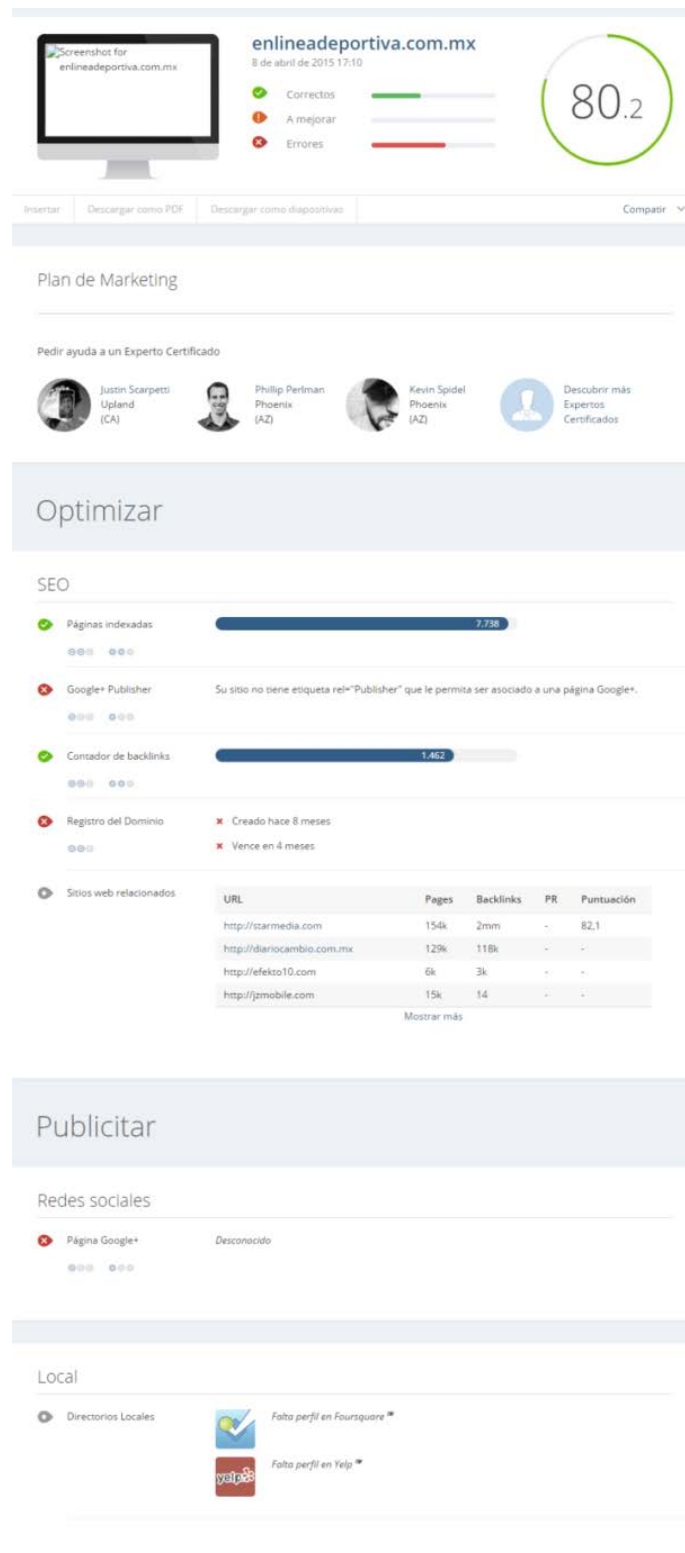 Screenshot for
enlineadeportiva.com.mx
enlineadeportiva.com.mx
8 de abril de 2015 17:10
Correctos
A mejorar
Errores
80.2
Insertar
Descargar como PDF
Descargar como diapositivas
Compatir
Plan de Marketing
Pedir ayuda a un Experto Certificado
Justin Scarpetti
Upland
(CA)
Phillip Perlman
Phoenix
(AZ)
Kevin Spidel
Phoenix
(AZ)
Descubrir más
Expertos
Certificados
Optimizar
SEO
Páginas indexadas
7.738
Google+ Publisher
Su sitio no tiene etiqueta rel="Publisher" que le permita ser asociado a una página Google+.
Contador de backlinks
1.462
Registro del Dominio
Creado hace 8 meses
Vence en 4 meses
Sitios web relacionados
URL Pages Backlinks PR Puntuación
http://starmedia.com 154k 2mm - 82,1
http://diariocambio.com.mx 129k 118k - -
http://efekto10.com 6k 3k - -
http://jzmobile.com 15k 14 - -
Mostrar más
Publicitar
Redes sociales
Página Google+
Desconocido
Local
Directorios Locales
Falta perfil en Foursquare
yelp
Falta perfil en Yelp